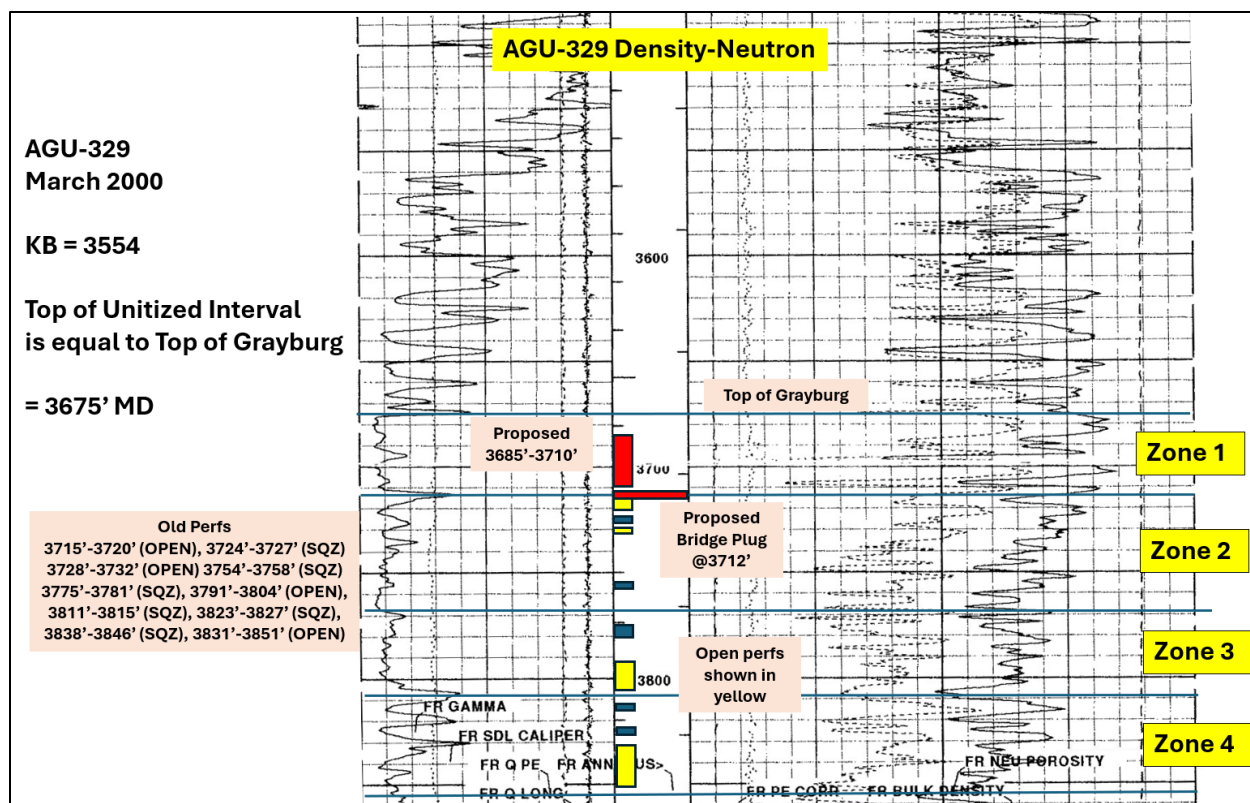 AGU-329 Density-Neutron
AGU-329
March 2000
KB = 3554
Top of Unitized Interval
is equal to Top of Grayburg
= 3675’ MD
3600
Top of Grayburg
Proposed
3685’-3710’
3700
Zone 1
Old Perfs
3715’-3720’ (OPEN), 3724’-3727’ (SQZ)
3728’-3732’ (OPEN) 3754’-3758’ (SQZ)
3775’-3781’ (SQZ), 3791’-3804’ (OPEN),
3811’-3815’ (SQZ), 3823’-3827’ (SQZ),
3838’-3846’ (SQZ), 3831’-3851’ (OPEN)
Proposed
Bridge Plug
@3712’
Zone 2
Open perfs
shown in
yellow
Zone 3
3800
FR GAMMA
FR SDL CALIPER
Zone 4
FR Q PE
FR NEU POROSITY
FR Q LONG
FR PE CORR
FR BULK DENSITY